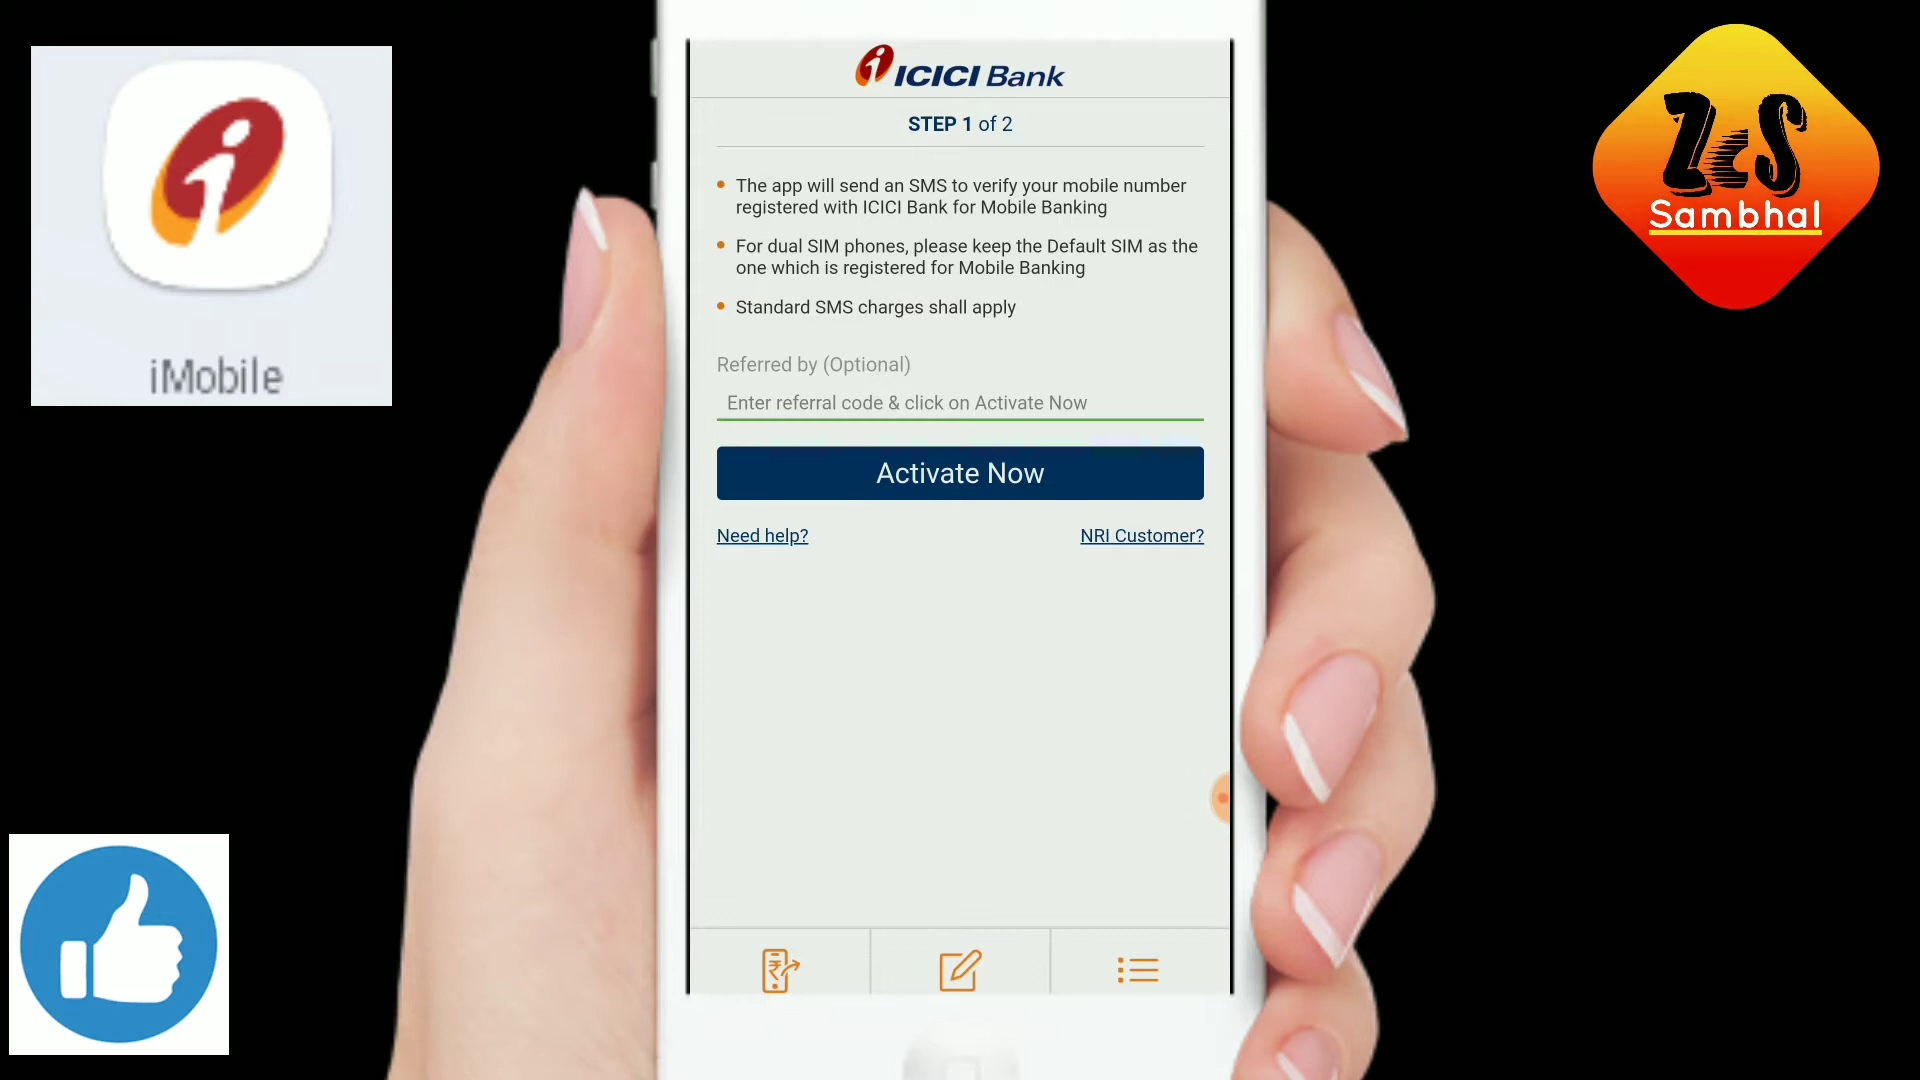 iMobile
ICICI Bank
STEP 1 of 2
The app will send an SMS to verify your mobile number
registered with ICICI Bank for Mobile Banking
For dual SIM phones, please keep the Default SIM as the
one which is registered for Mobile Banking
Standard SMS charges shall apply
Referred by (Optional)
Enter referral code & click on Activate Now
Activate Now
Need help?
NRI Customer?
ZCS
Sambhal